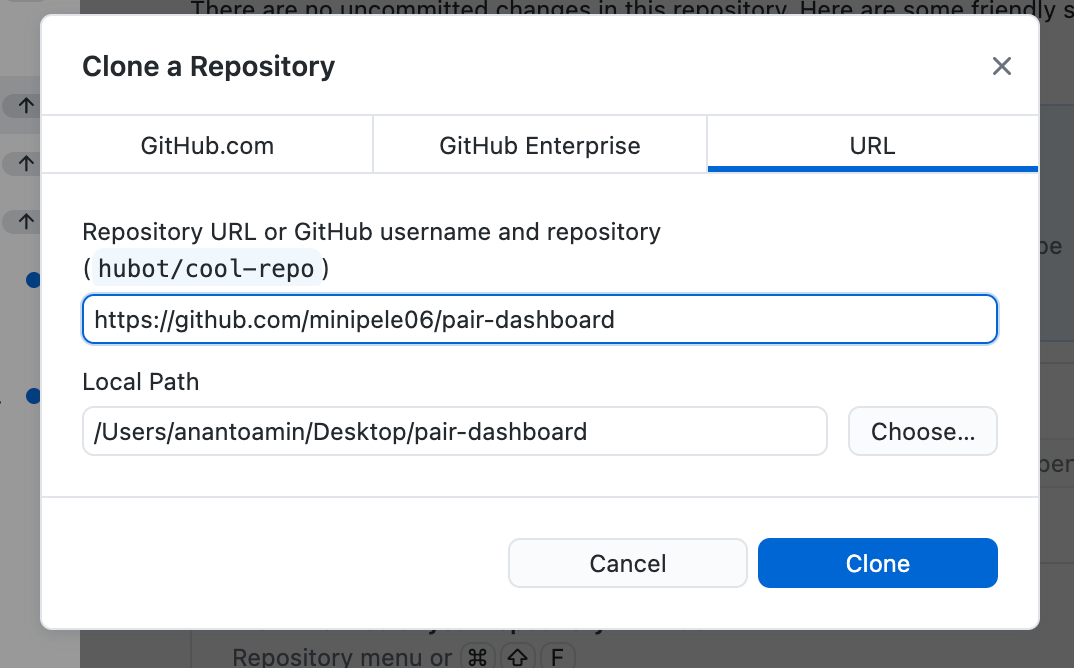 There are no uncommitted changes in this repository. Here are some friendly s
Clone a Repository
GitHub.com
GitHub Enterprise
URL
Repository URL or GitHub username and repository
(hubot/cool-repo)
https://github.com/minipele06/pair-dashboard
Local Path
/Users/anantoamin/Desktop/pair-dashboard
Choose...
Cancel
Clone
Repository menu or ⌘ ⇧ F